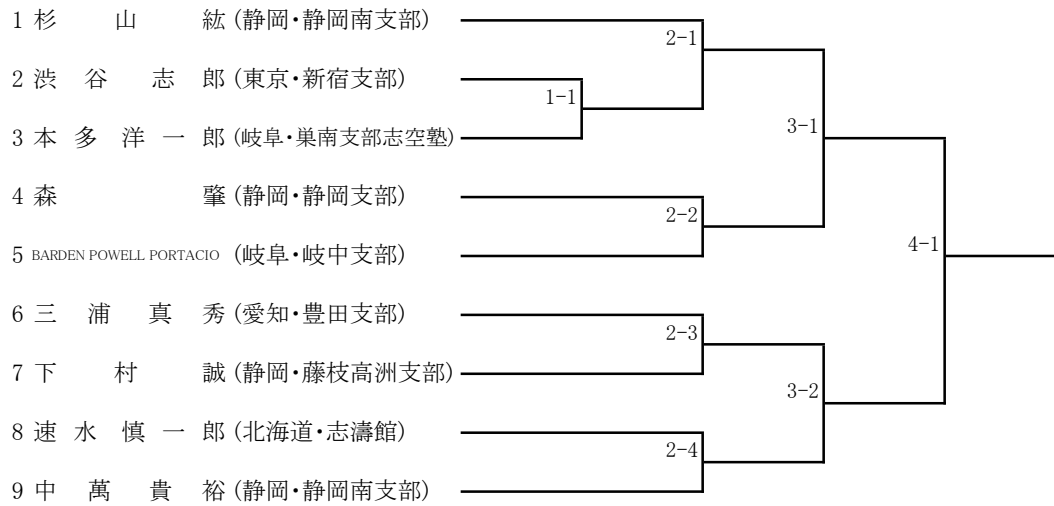 1 杉山 紘 (静岡・静岡南支部)
2-1
2 渋谷志郎 (東京・新宿支部)
1-1
3 本多洋一郎 (岐阜・巣南支部志空塾)
3-1
4 森 肇 (静岡・静岡支部)
2-2
5 BARDEN POWELL PORTACIO (岐阜・岐中支部)
4-1
6 三浦真秀 (愛知・豊田支部)
2-3
7 下村 誠 (静岡・藤枝高洲支部)
3-2
8 速水慎一郎 (北海道・志濤館)
2-4
9 中萬貴裕 (静岡・静岡南支部)